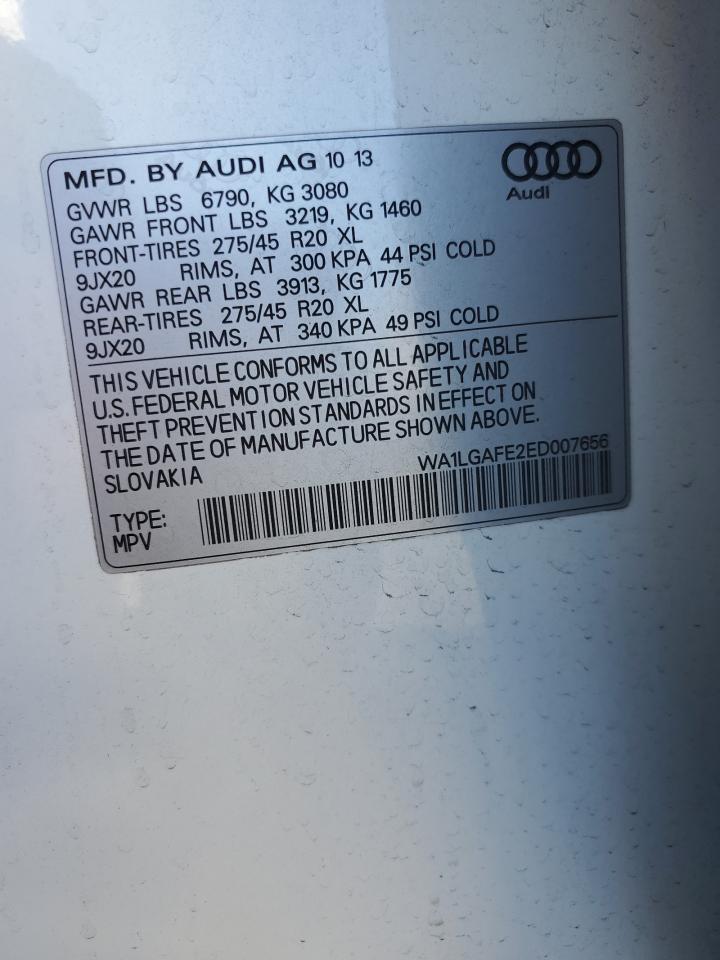 MFD. BY AUDI AG 10 13
Audi
GVWR LBS 6790, KG 3080
GAWR FRONT LBS 3219, KG 1460
FRONT-TIRES 275/45 R20 XL
9JX20 RIMS, AT 300 KPA 44 PSI COLD
GAWR REAR LBS 3913, KG 1775
REAR-TIRES 275/45 R20 XL
9JX20 RIMS, AT 340 KPA 49 PSI COLD
THIS VEHICLE CONFORMS TO ALL APPLICABLE
U.S. FEDERAL MOTOR VEHICLE SAFETY AND
THEFT PREVENTION STANDARDS IN EFFECT ON
THE DATE OF MANUFACTURE SHOWN ABOVE.
SLOVAKIA
WA1LGAFE2ED007656
TYPE:
MPV